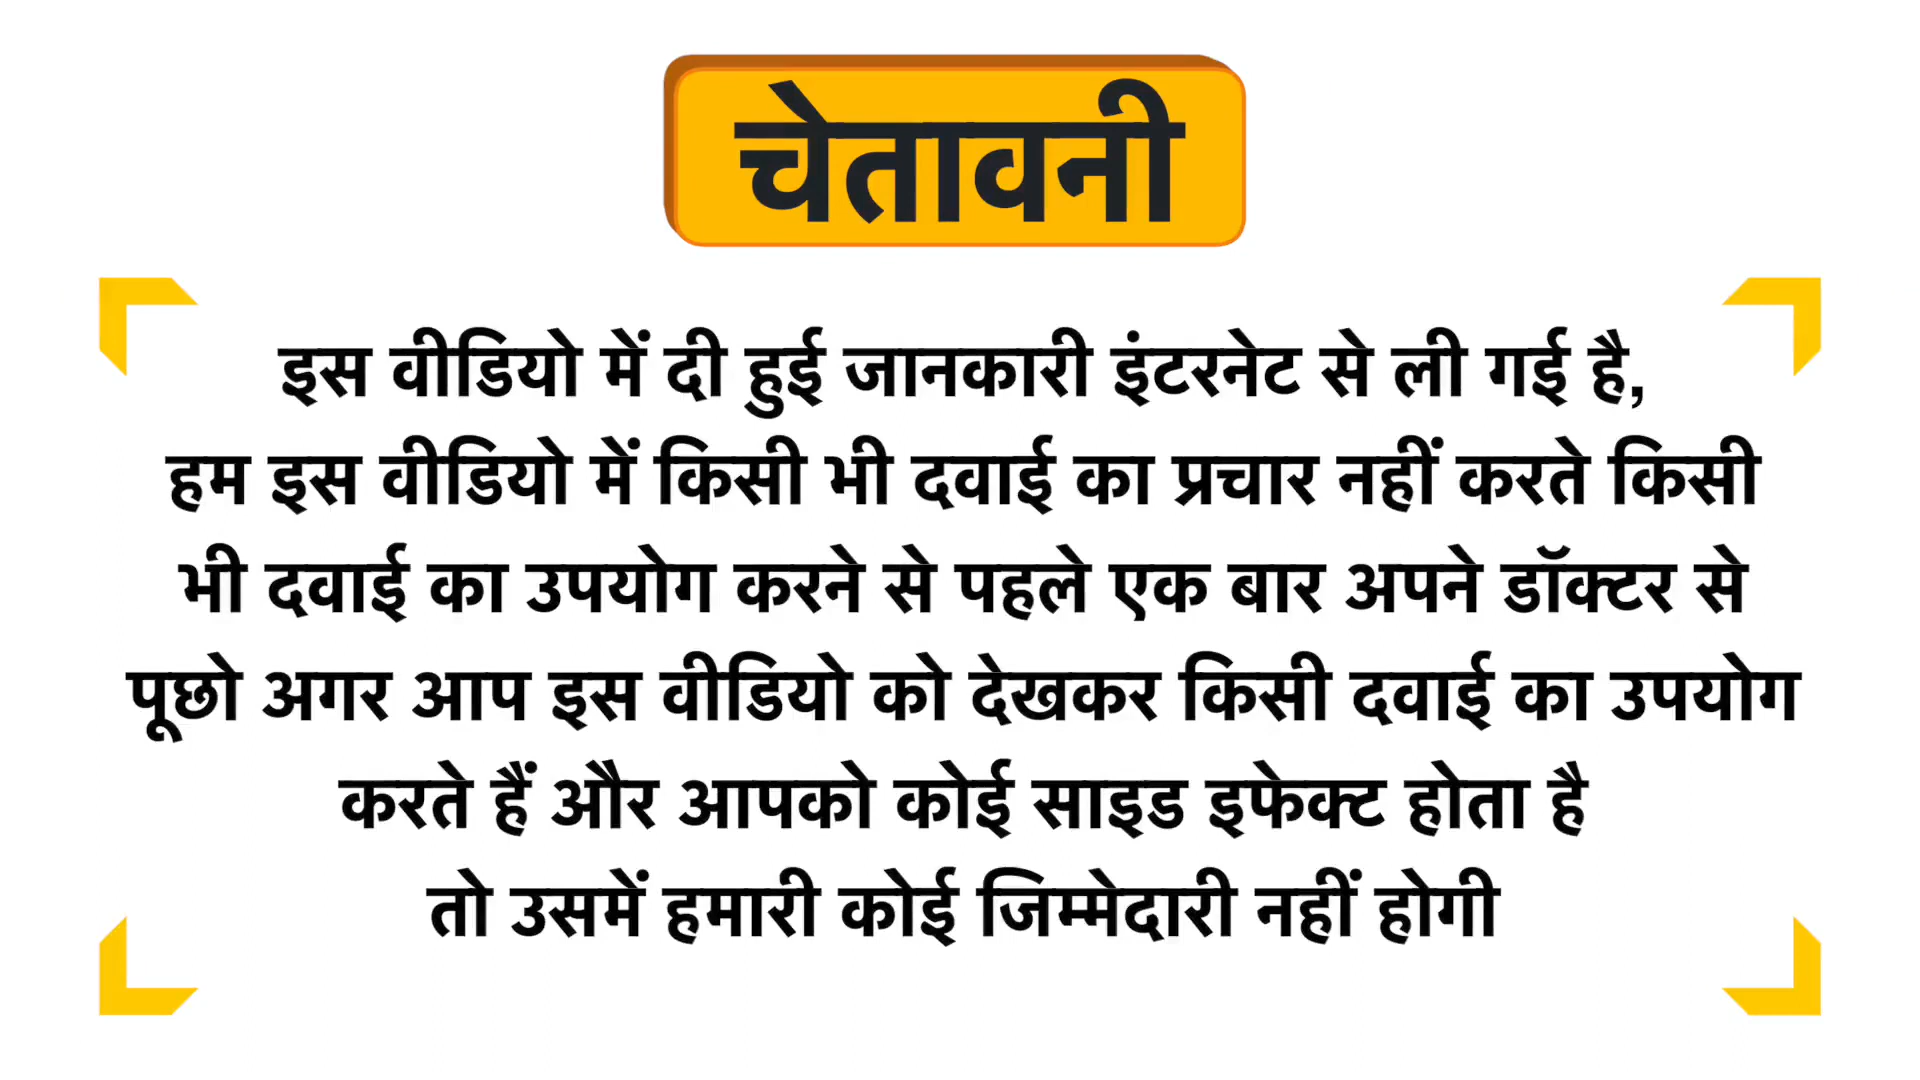 चेतावनी
इस वीडियो में दी हुई जानकारी इंटरनेट से ली गई है,
हम इस वीडियो में किसी भी दवाई का प्रचार नहीं करते किसी
भी दवाई का उपयोग करने से पहले एक बार अपने डॉक्टर से
पूछो अगर आप इस वीडियो को देखकर किसी दवाई का उपयोग
करते हैं और आपको कोई साइड इफेक्ट होता है
तो उसमें हमारी कोई जिम्मेदारी नहीं होगी